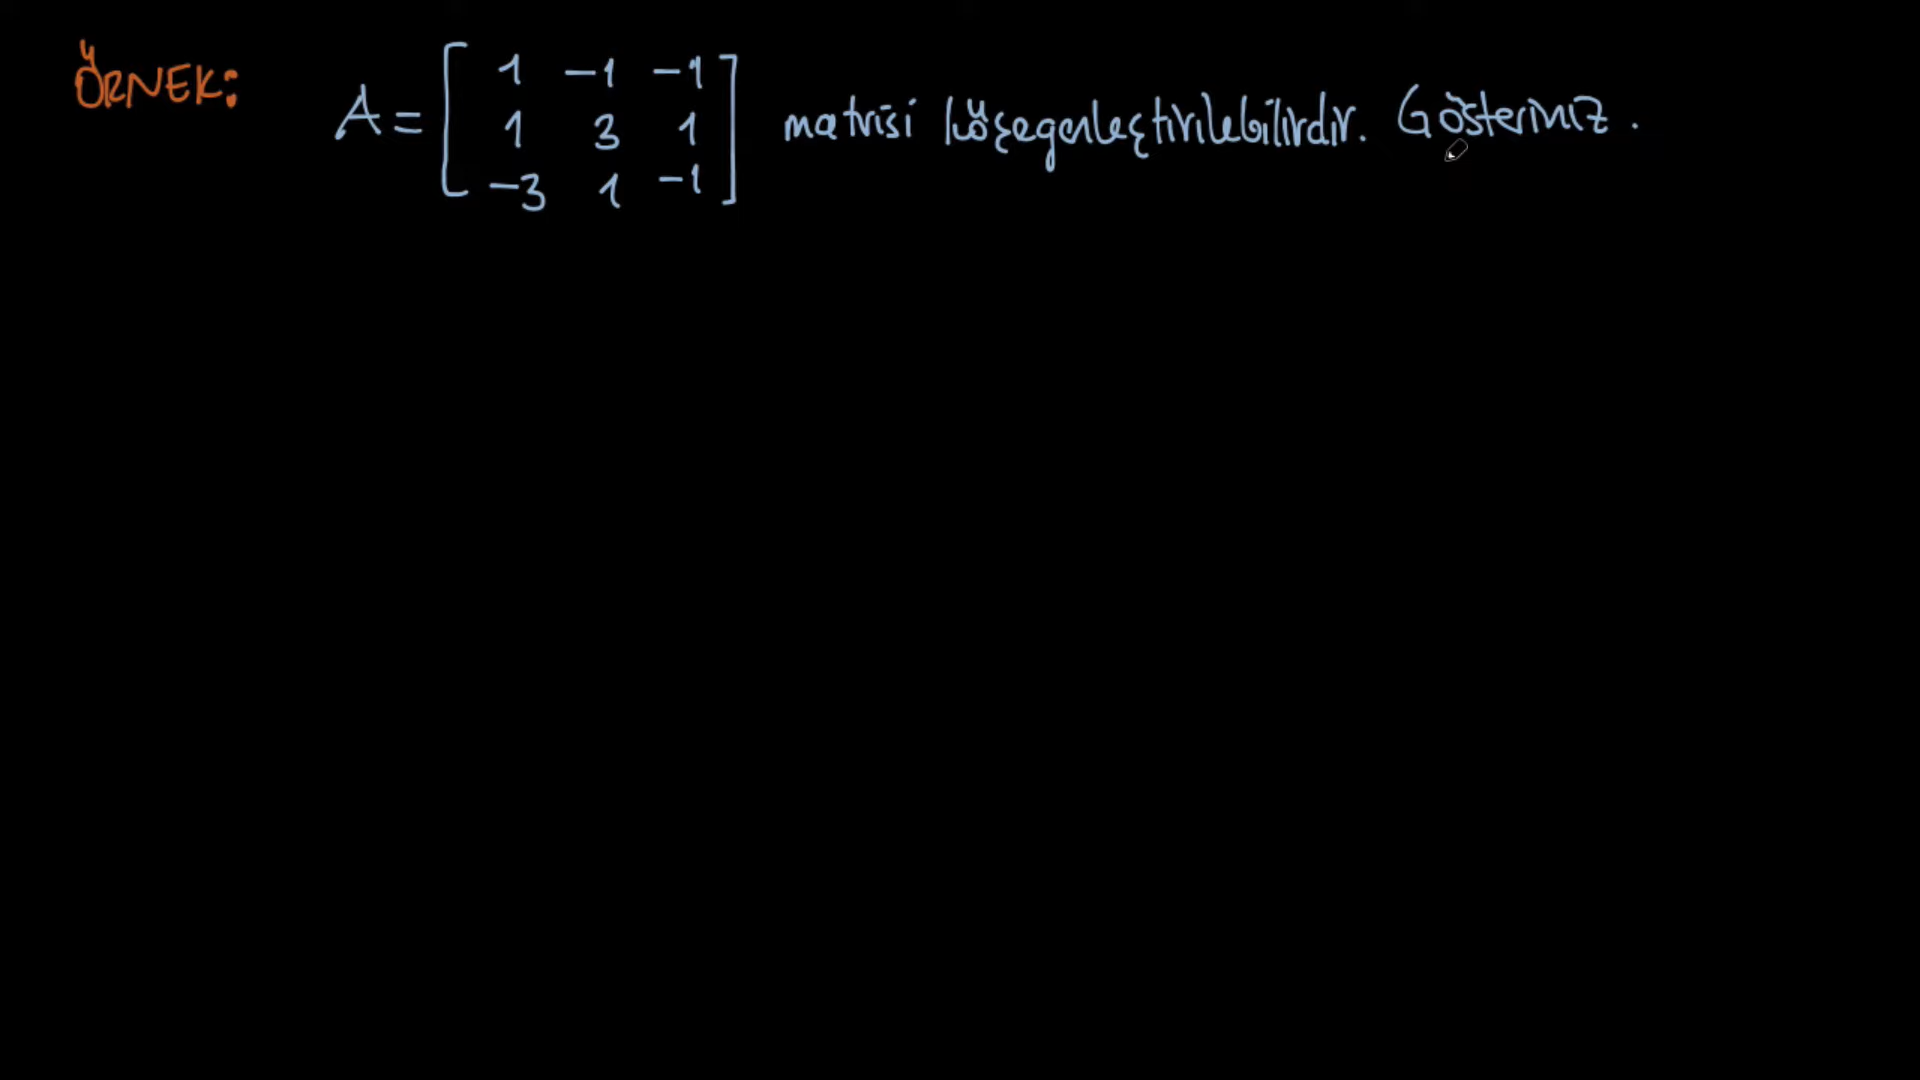 ÖRNEK: A = [ 1 -1 -1 ; 1 3 1 ; -3 1 -1 ] matrisi köşegenleştirilebilirdir. Gösteriniz.